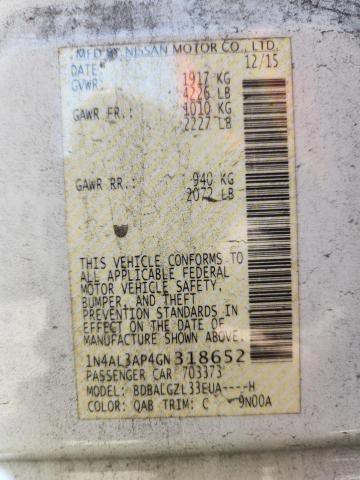 MFD BY NISSAN MOTOR CO., LTD.
DATE: 12/15
GVWR: 1917 KG
4226 LB
GAWR FR.: 1010 KG
2227 LB
GAWR RR.: 940 KG
2072 LB
THIS VEHICLE CONFORMS TO
ALL APPLICABLE FEDERAL
MOTOR VEHICLE SAFETY,
BUMPER, AND THEFT
PREVENTION STANDARDS
IN EFFECT ON THE DATE OF
MANUFACTURE SHOWN ABOVE.
1N4AL3AP4GN318652
PASSENGER CAR 703373
MODEL: BDBALGZL33EUA----H
COLOR: QAB TRIM: C 9N00A